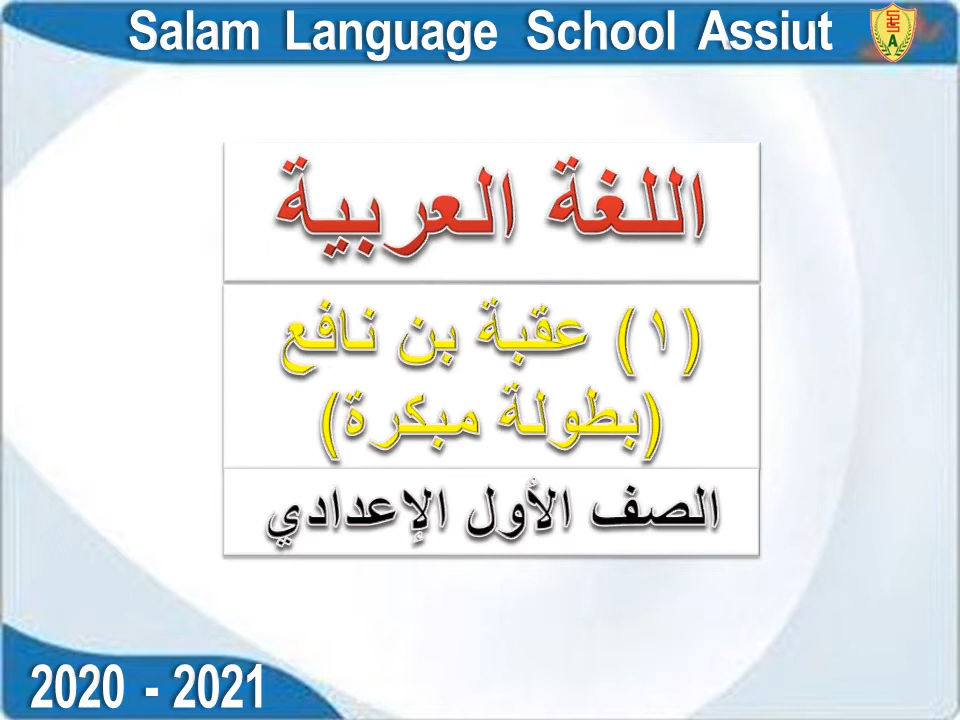 Salam Language School Assiut
اللغة العربية
(١) عقبة بن نافع
(بطولة مبكرة)
الصف الأول الإعدادي
2020 - 2021